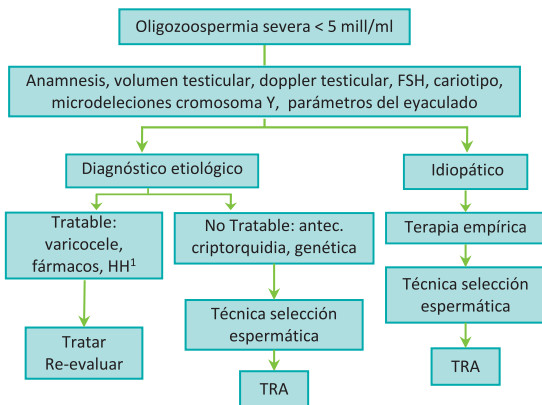 Oligozoospermia severa < 5 mill/ml
Anamnesis, volumen testicular, doppler testicular, FSH, cariotipo,
microdeleciones cromosoma Y, parámetros del eyaculado
Diagnóstico etiológico
Idiopático
Tratable:
varicocele,
fármacos, HH¹
No Tratable: antec.
criptorquidia, genética
Terapia empírica
Técnica selección
espermática
Técnica selección
espermática
Tratar
Re-evaluar
TRA
TRA